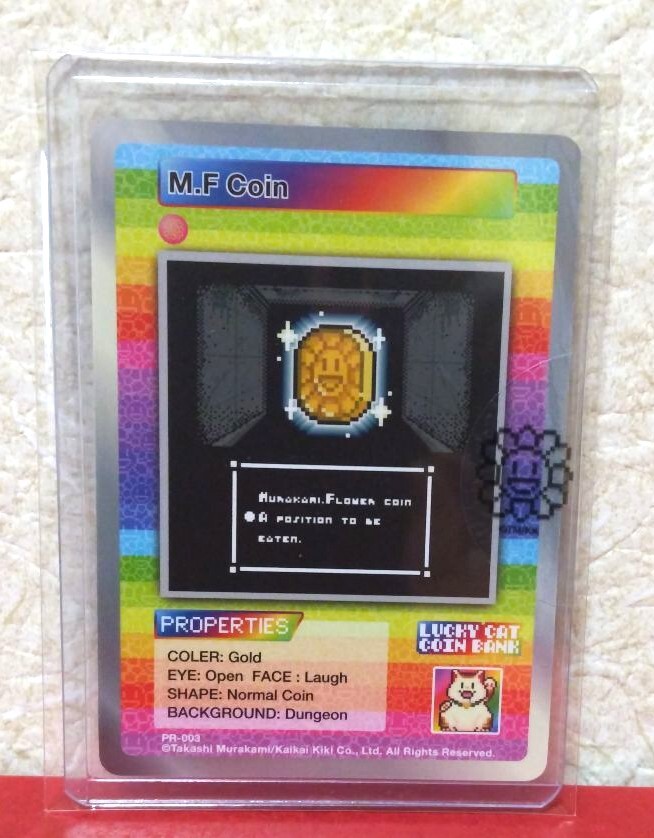 M.F Coin
Murakami.Flower coin
A position to be
eaten.
PROPERTIES
LUCKY CAT
COIN BANK
COLER: Gold
EYE: Open FACE : Laugh
SHAPE: Normal Coin
BACKGROUND: Dungeon
PR-003
©Takashi Murakami/Kaikai Kiki Co., Ltd. All Rights Reserved.